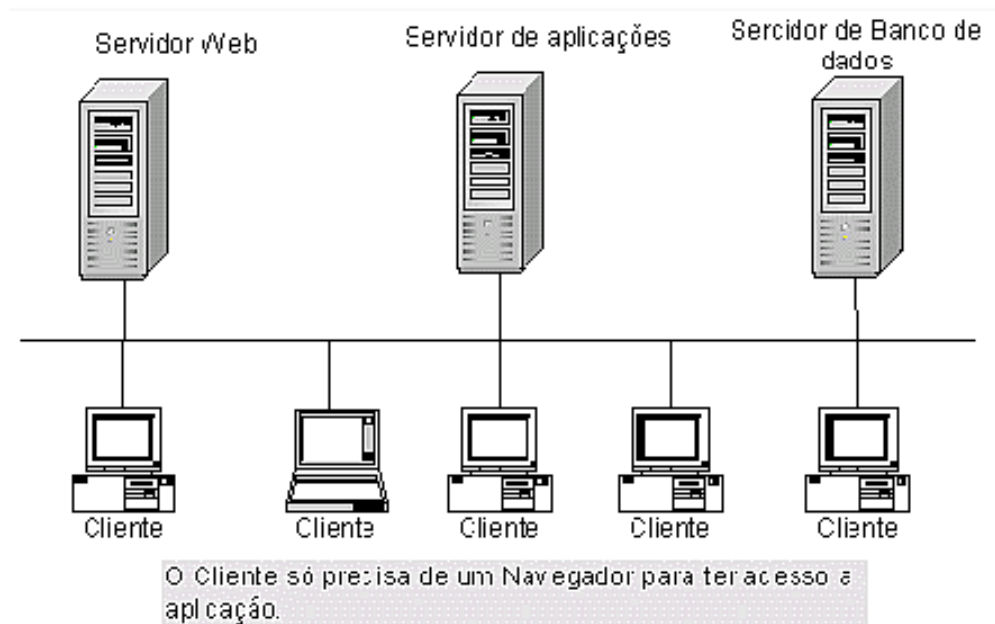 Servidor Web
Servidor de aplicações
Sercidor de Banco de
dados
Cliente
Cliente
Cliente
Cliente
Cliente
O Cliente só precisa de um Navegador para ter acesso a
aplicação.